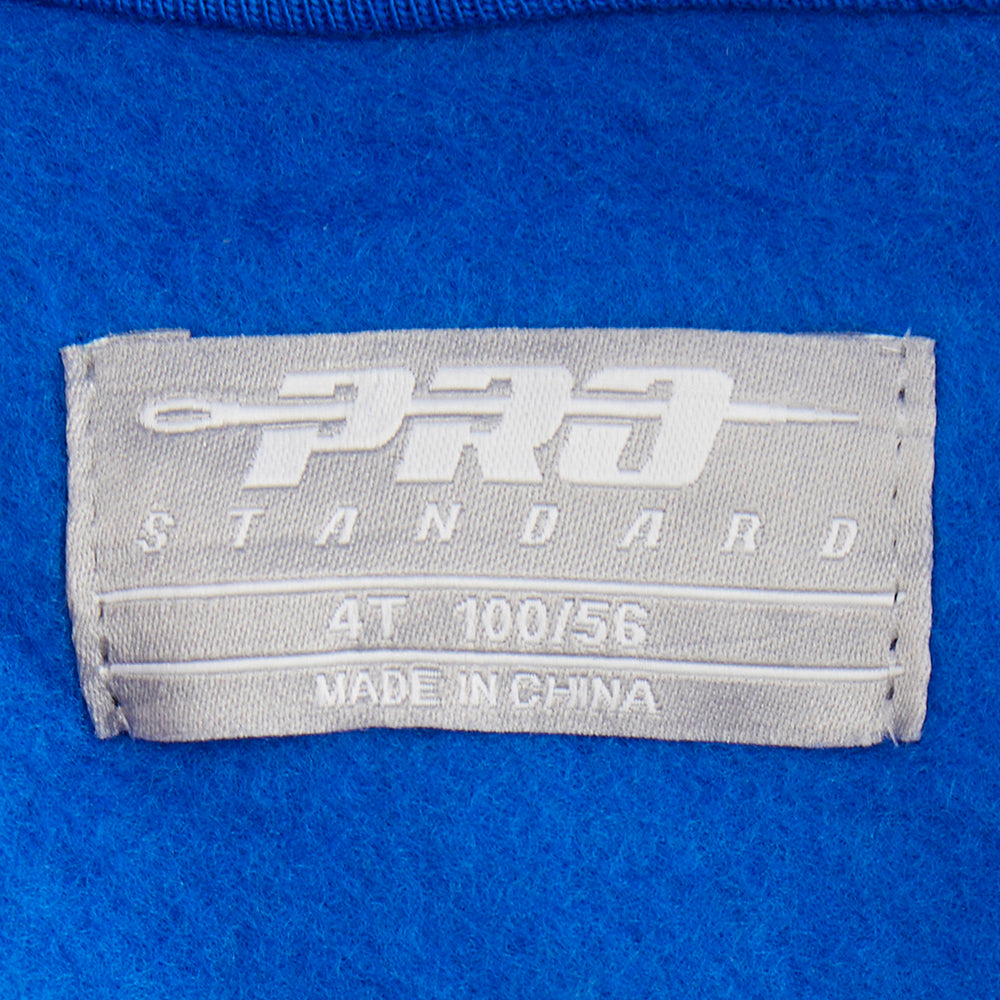 PRO
STANDARD
4T 100/56
MADE IN CHINA